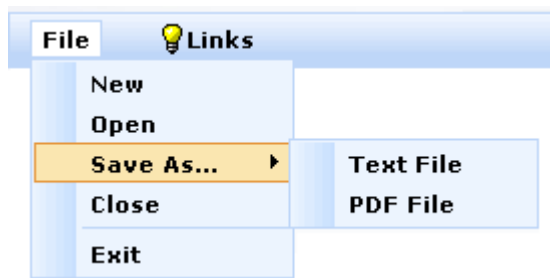 File Links
New
Open
Save As...
Text File
Close
PDF File
Exit